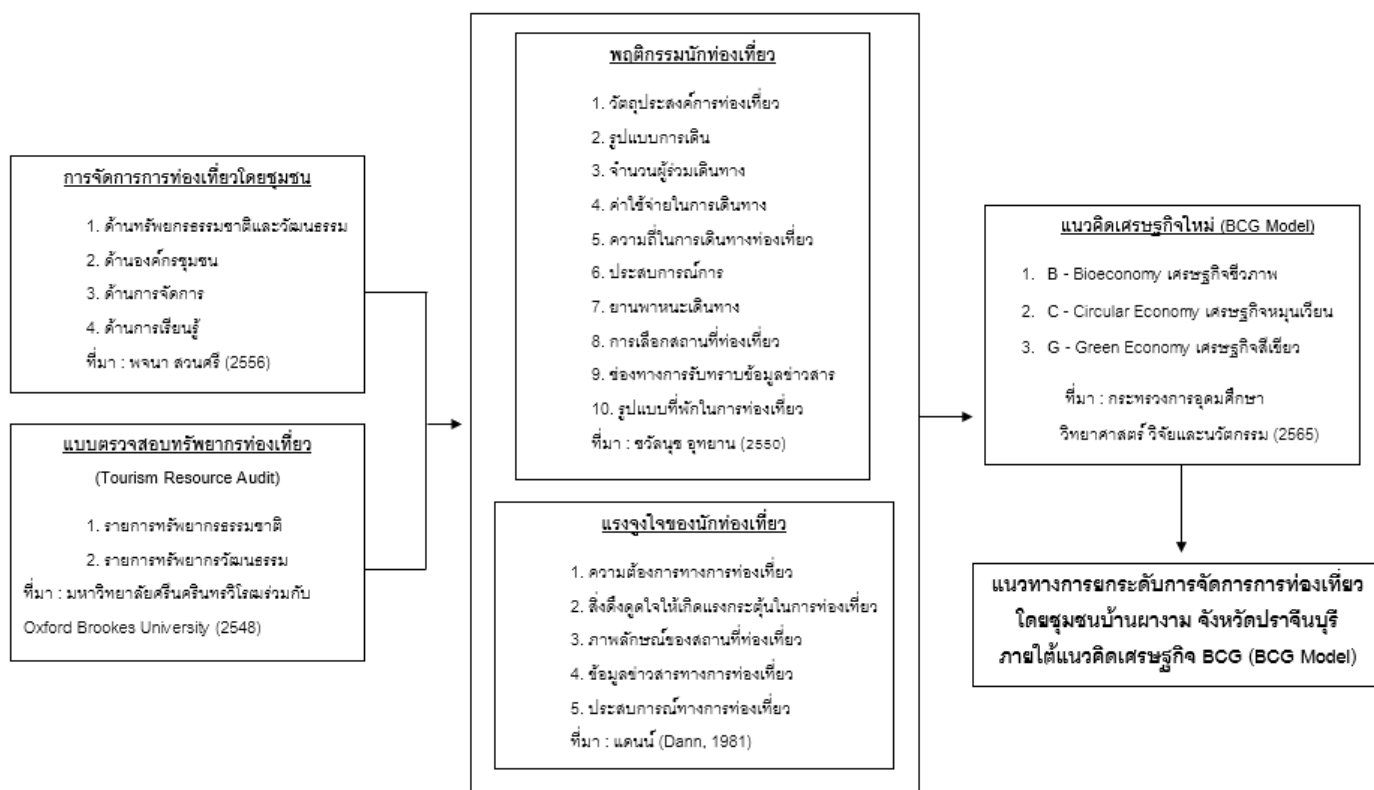 การจัดการการท่องเที่ยวโดยชุมชน
1. ด้านทรัพยกรธรรมชาติและวัฒนธรรม
2. ด้านองค์กรชุมชน
3. ด้านการจัดการ
4. ด้านการเรียนรู้
ที่มา : พจนา สวนศรี (2556)
แบบตรวจสอบทรัพยากรท่องเที่ยว
(Tourism Resource Audit)
1. รายการทรัพยากรธรรมชาติ
2. รายการทรัพยากรวัฒนธรรม
ที่มา : มหาวิทยาลัยศรีนครินทรวิโรฒร่วมกับ
Oxford Brookes University (2548)
พฤติกรรมนักท่องเที่ยว
1. วัตถุประสงค์การท่องเที่ยว
2. รูปแบบการเดิน
3. จำนวนผู้ร่วมเดินทาง
4. ค่าใช้จ่ายในการเดินทาง
5. ความถี่ในการเดินทางท่องเที่ยว
6. ประสบการณ์การ
7. ยานพาหนะเดินทาง
8. การเลือกสถานที่ท่องเที่ยว
9. ช่องทางการรับทราบข้อมูลข่าวสาร
10. รูปแบบที่พักในการท่องเที่ยว
ที่มา : ชวัลนุช อุทยาน (2550)
แรงจูงใจของนักท่องเที่ยว
1. ความต้องการทางการท่องเที่ยว
2. สิ่งดึงดูดใจให้เกิดแรงกระตุ้นในการท่องเที่ยว
3. ภาพลักษณ์ของสถานที่ท่องเที่ยว
4. ข้อมูลข่าวสารทางการท่องเที่ยว
5. ประสบการณ์ทางการท่องเที่ยว
ที่มา : แดนน์ (Dann, 1981)
แนวคิดเศรษฐกิจใหม่ (BCG Model)
1. B - Bioeconomy เศรษฐกิจชีวภาพ
2. C - Circular Economy เศรษฐกิจหมุนเวียน
3. G - Green Economy เศรษฐกิจสีเขียว
ที่มา : กระทรวงการอุดมศึกษา
วิทยาศาสตร์ วิจัยและนวัตกรรม (2565)
แนวทางการยกระดับการจัดการการท่องเที่ยว
โดยชุมชนบ้านผางาม จังหวัดปราจีนบุรี
ภายใต้แนวคิดเศรษฐกิจ BCG (BCG Model)